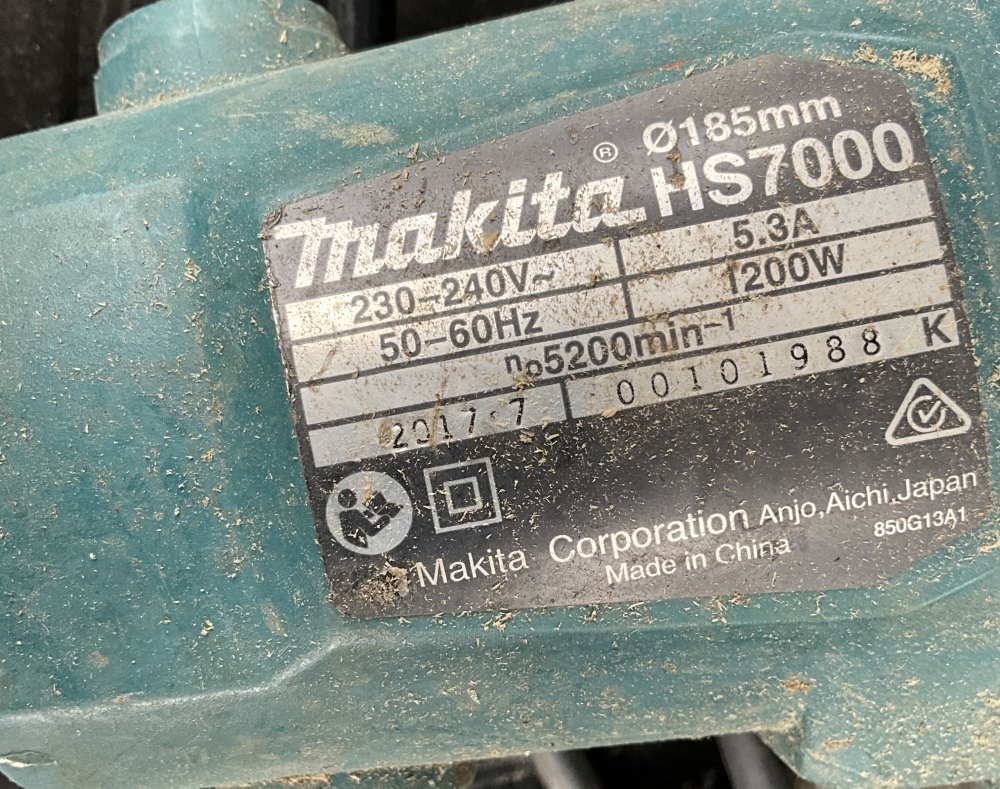 Ø185mm
Makita® HS7000
230-240V~ 5.3A
50-60Hz 1200W
n₀5200min⁻¹
2017 7 00101988 K
Makita Corporation Anjo,Aichi,Japan
850G13A1
Made in China